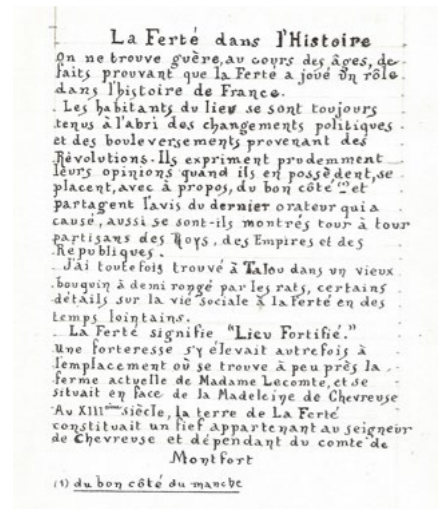 La Ferté dans l'Histoire
On ne trouve guère, au cours des âges, de
faits prouvant que la Ferté a joué un rôle
dans l'histoire de France.
Les habitants du lieu se sont toujours
tenus à l'abri des changements politiques
et des bouleversements provenant des
Révolutions. Ils expriment prudemment
leurs opinions quand ils en possèdent, se
placent, avec à propos, du bon côté (1) et
partagent l'avis du dernier orateur qui a
causé, aussi se sont-ils montrés tour à tour
partisans des Roys, des Empires et des
Républiques.
J'ai toutefois trouvé à Talou dans un vieux
bouquin à demi rongé par les rats, certains
détails sur la vie sociale à la Ferté en des
temps lointains.
La Ferté signifie "Lieu Fortifié."
Une forteresse s'y élevait autrefois à
l'emplacement où se trouve à peu près la
ferme actuelle de Madame Lecomte, et se
situait en face de la Madeleine de Chevreuse
Au XIIIème siècle, la terre de La Ferté
constituait un fief appartenant au seigneur
de Chevreuse et dépendant du comte de
Montfort
(1) du bon côté du manche